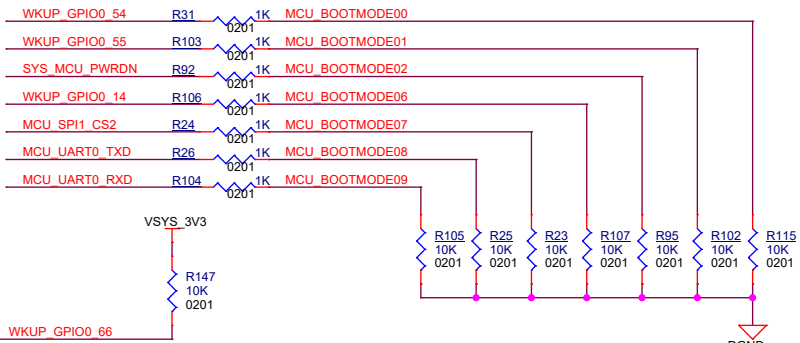 WKUP_GPIO0_54 R31 1K MCU_BOOTMODE00
0201
WKUP_GPIO0_55 R103 1K MCU_BOOTMODE01
0201
SYS_MCU_PWRDN R92 1K MCU_BOOTMODE02
0201
WKUP_GPIO0_14 R106 1K MCU_BOOTMODE06
0201
MCU_SPI1_CS2 R24 1K MCU_BOOTMODE07
0201
MCU_UART0_TXD R26 1K MCU_BOOTMODE08
0201
MCU_UART0_RXD R104 1K MCU_BOOTMODE09
0201
VSYS_3V3
R105 R25 R23 R107 R95 R102 R115
10K 10K 10K 10K 10K 10K 10K
0201 0201 0201 0201 0201 0201 0201
R147
10K
0201
WKUP_GPIO0_66